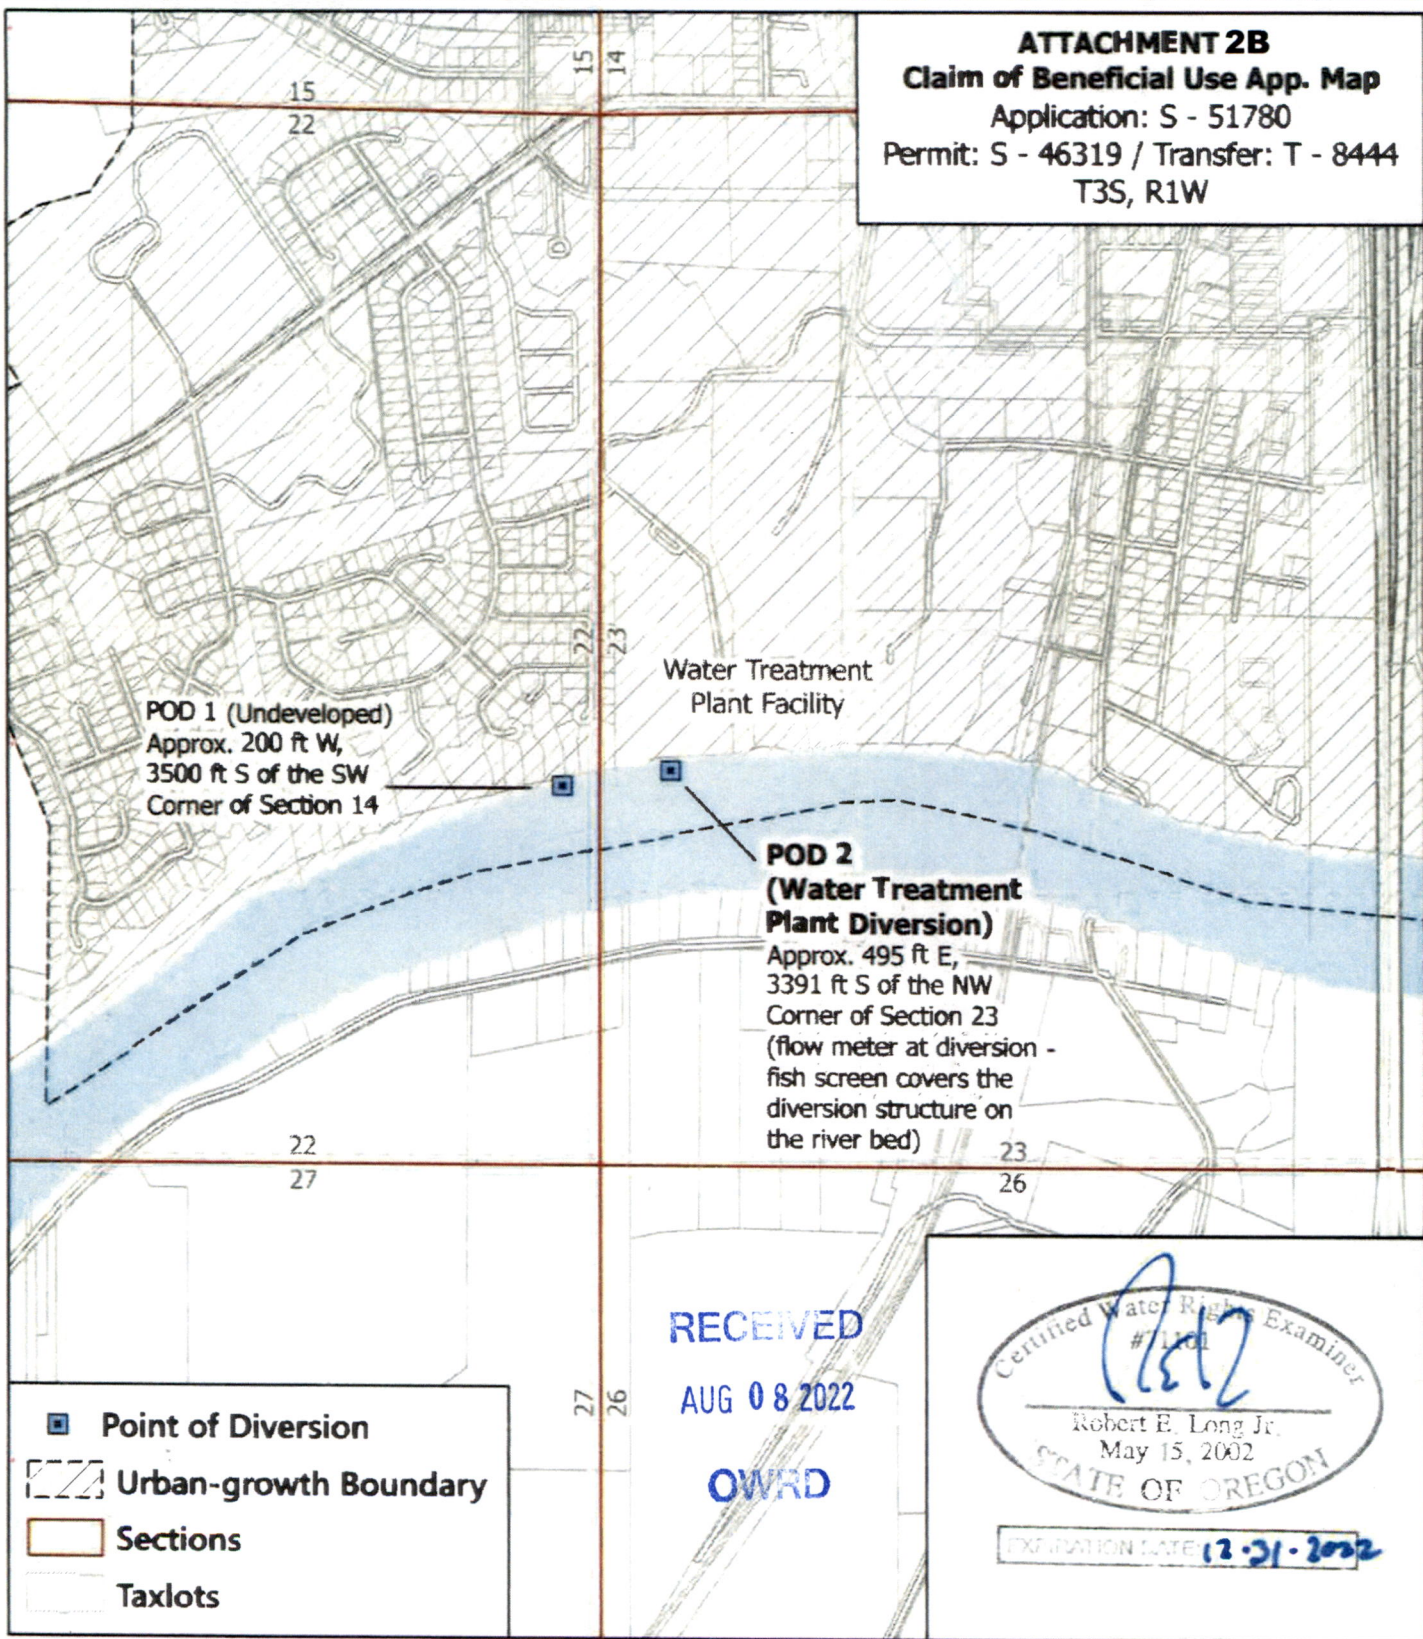 ATTACHMENT 2B
Claim of Beneficial Use App. Map
Application: S - 51780
Permit: S - 46319 / Transfer: T - 8444
T3S, R1W
15
22
15
14
22
23
Water Treatment
Plant Facility
POD 1 (Undeveloped)
Approx. 200 ft W,
3500 ft S of the SW
Corner of Section 14
POD 2
(Water Treatment
Plant Diversion)
Approx. 495 ft E,
3391 ft S of the NW
Corner of Section 23
(flow meter at diversion -
fish screen covers the
diversion structure on
the river bed)
22
27
23
26
27
26
RECEIVED
AUG 08 2022
OWRD
Point of Diversion
Urban-growth Boundary
Sections
Taxlots
Certified Water Rights Examiner
Robert E. Long Jr.
May 15, 2002
STATE OF OREGON
EXPIRATION DATE: 12-31-2022